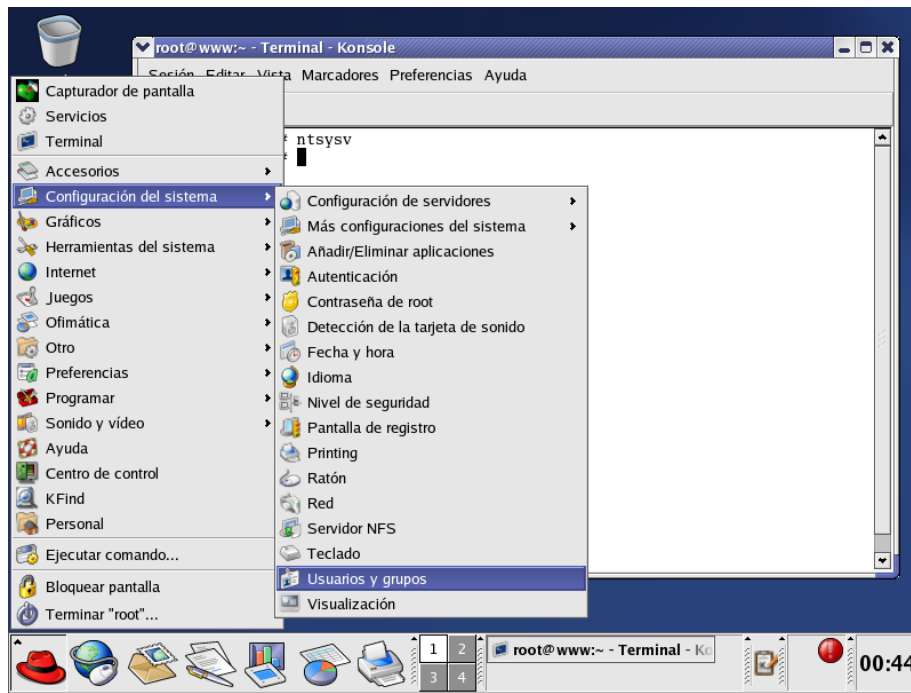 root@www:~ - Terminal - Konsole
Sesión Editar Vista Marcadores Preferencias Ayuda
ntsysv
Capturador de pantalla
Servicios
Terminal
Accesorios
Configuración del sistema
Gráficos
Herramientas del sistema
Internet
Juegos
Ofimática
Otro
Preferencias
Programar
Sonido y vídeo
Ayuda
Centro de control
KFind
Personal
Ejecutar comando...
Bloquear pantalla
Terminar "root"...
Configuración de servidores
Más configuraciones del sistema
Añadir/Eliminar aplicaciones
Autenticación
Contraseña de root
Detección de la tarjeta de sonido
Fecha y hora
Idioma
Nivel de seguridad
Pantalla de registro
Printing
Ratón
Red
Servidor NFS
Teclado
Usuarios y grupos
Visualización
1 2
3 4
root@www:~ - Terminal - Ko
00:44